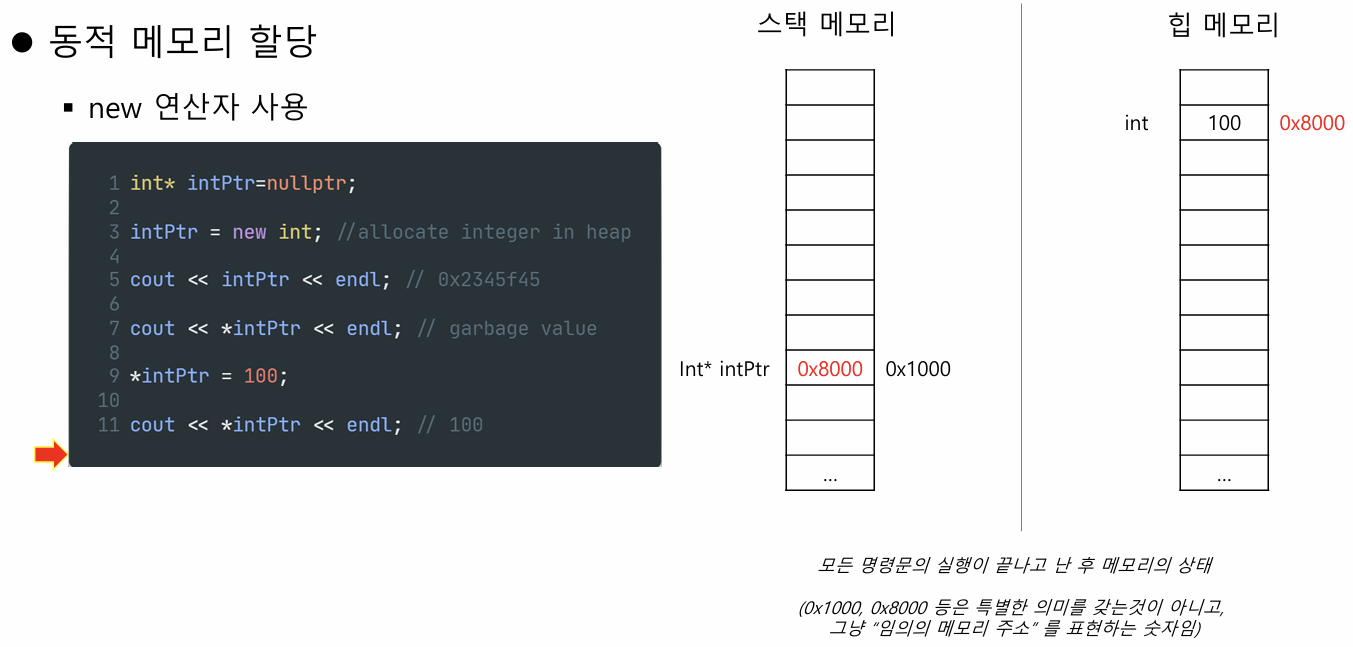 ● 동적 메모리 할당
▪ new 연산자 사용
1 int* intPtr=nullptr;
2
3 intPtr = new int; //allocate integer in heap
4
5 cout << intPtr << endl; // 0x2345f45
6
7 cout << *intPtr << endl; // garbage value
8
9 *intPtr = 100;
10
11 cout << *intPtr << endl; // 100
스택 메모리
Int* intPtr 0x8000 0x1000
...
힙 메모리
int 100 0x8000
...
모든 명령문의 실행이 끝나고 난 후 메모리의 상태
(0x1000, 0x8000 등은 특별한 의미를 갖는것이 아니고,
그냥 “임의의 메모리 주소” 를 표현하는 숫자임)